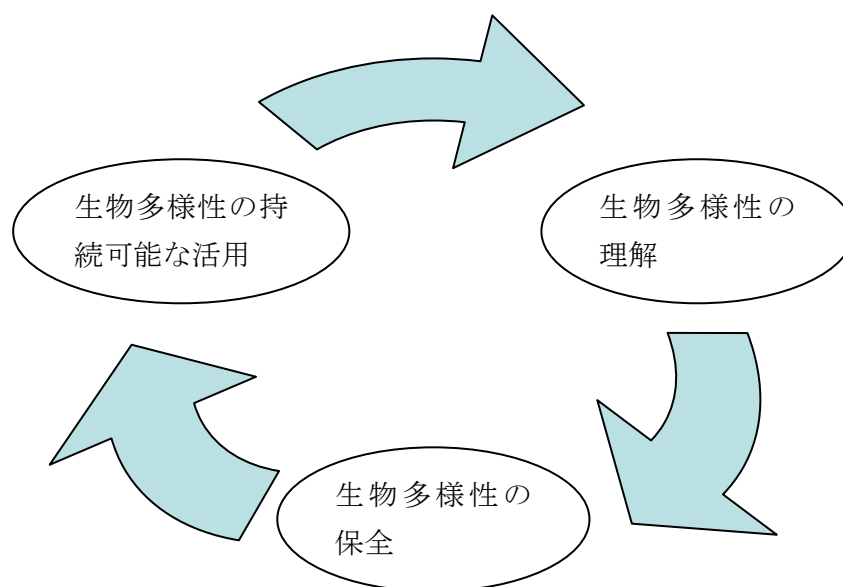 生物多様性の持
続可能な活用
生物多様性の
理解
生物多様性の
保全